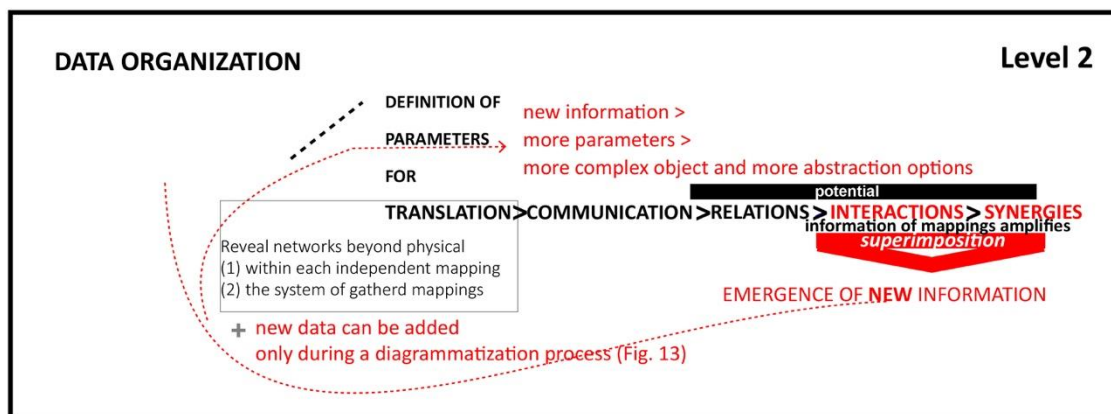 DATA ORGANIZATION
Level 2
DEFINITION OF
PARAMETERS
FOR
new information >
more parameters >
more complex object and more abstraction options
potential
TRANSLATION>COMMUNICATION>RELATIONS>INTERACTIONS>SYNERGIES
information of mappings amplifies
superimposition
Reveal networks beyond physical
(1) within each independent mapping
(2) the system of gatherd mappings
EMERGENCE OF NEW INFORMATION
+ new data can be added
only during a diagrammatization process (Fig. 13)